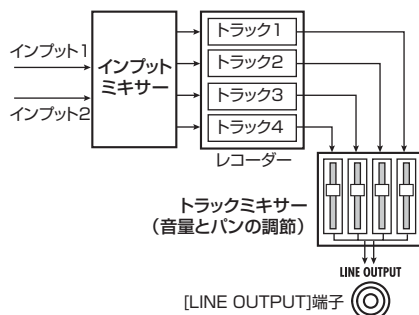 インプット1
インプット2
インプット
ミキサー
トラック1
トラック2
トラック3
トラック4
レコーダー
トラックミキサー
（音量とパンの調節）
LINE OUTPUT
[LINE OUTPUT]端子